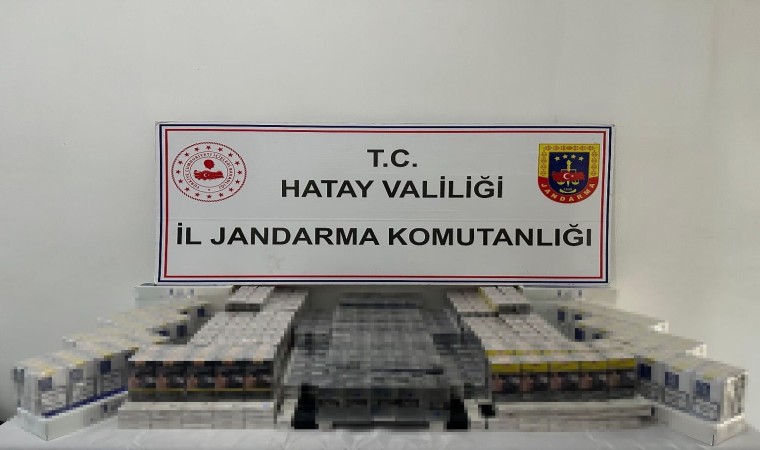 T.C.
HATAY VALİLİĞİ
İL JANDARMA KOMUTANLIĞI
JANDARMA